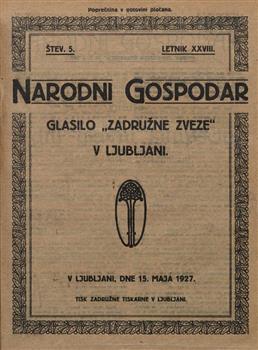 Poprečnina v gotovini plačana.
ŠTEV. 5. LETNIK XXVIII.
NARODNI GOSPODAR
GLASILO „ZADRUŽNE ZVEZE"
V LJUBLJANI.
V LJUBLJANI, DNE 15. MAJA 1927.
TISK ZADRUŽNE TISKARNE V LJUBLJANI.